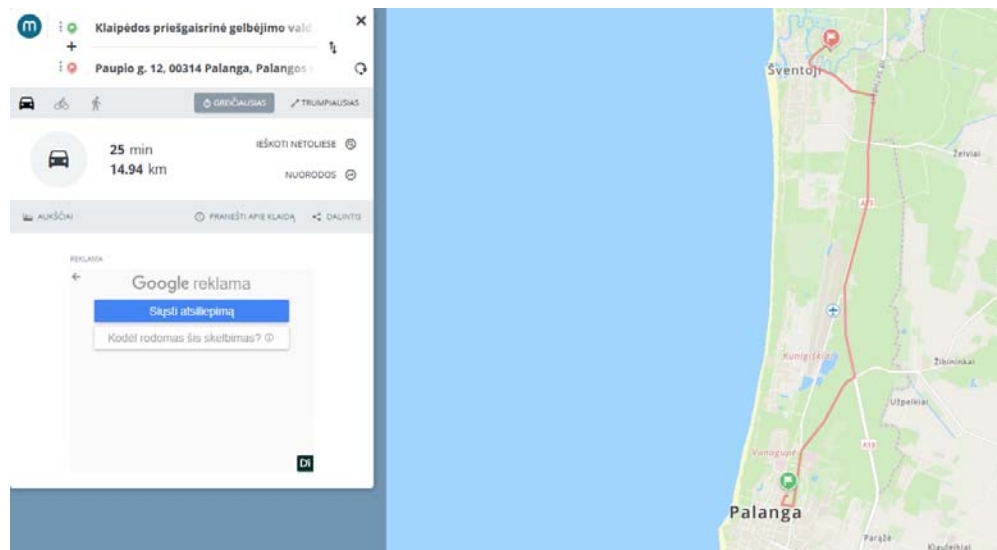 m
Klaipėdos priešgaisrinė gelbėjimo vald
Paupio g. 12, 00314 Palanga, Palangos
GREIČIAUSIAS
TRUMPIAUSIAS
25 min
14.94 km
IEŠKOTI NETOLIESE
NUORODOS
AUKŠČIAI
PRANEŠTI APIE KLAIDĄ
DALINTIS
REKLAMA
Google reklama
Siųsti atsiliepimą
Kodėl rodomas šis skelbimas?
Di
Šventoji
Želviai
A13
Kunigiškiai
Žibininkai
Užpelkiai
A13
Vanagupė
Palanga
Paražė